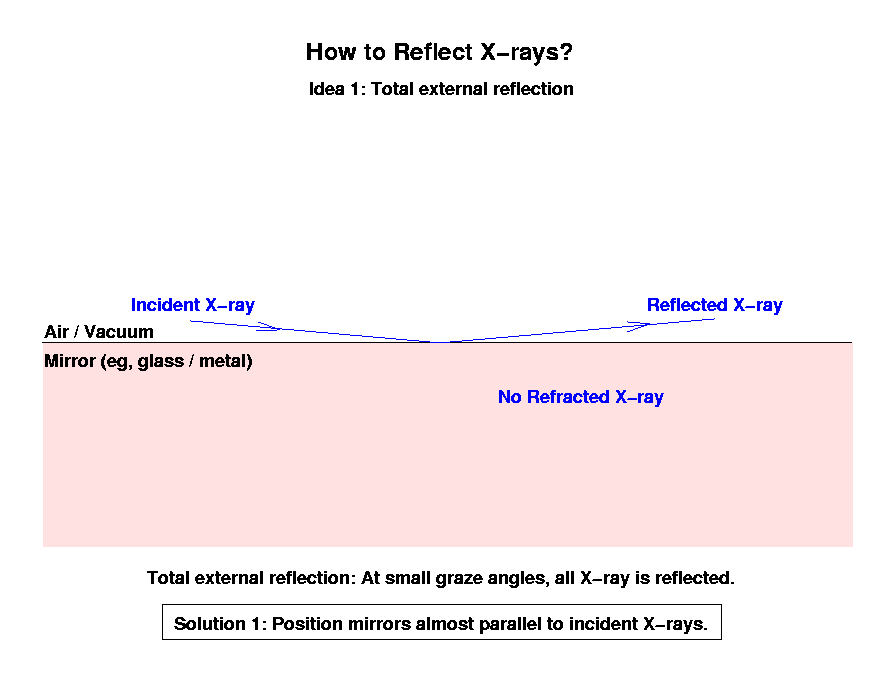 How to Reflect X−rays?
Idea 1: Total external reflection
Incident X−ray
Reflected X−ray
Air / Vacuum
Mirror (eg, glass / metal)
No Refracted X−ray
Total external reflection: At small graze angles, all X−ray is reflected.
Solution 1: Position mirrors almost parallel to incident X−rays.